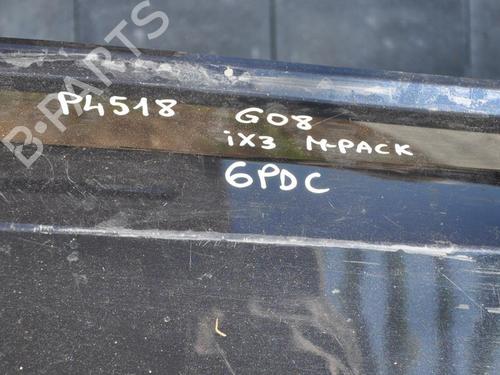 B-PARTS
P4518 G08
iX3 M-PACK
6PDC